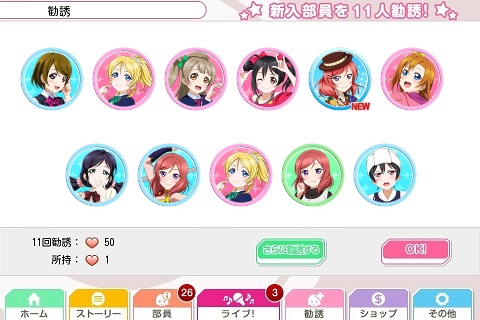 勧誘
新入部員を11人勧誘!
NEW
11回勧誘: 50
所持: 1
さらに勧誘する
OK!
26
3
ホーム
ストーリー
部員
ライブ!
勧誘
ショップ
その他